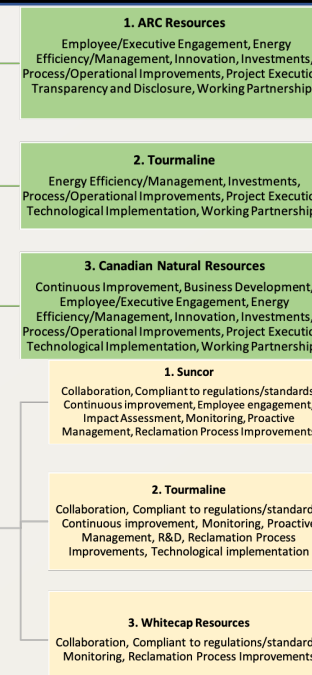 1. ARC Resources
Employee/Executive Engagement, Energy
Efficiency/Management, Innovation, Investments,
Process/Operational Improvements, Project Executio
Transparency and Disclosure, Working Partnership
2. Tourmaline
Energy Efficiency/Management, Investments,
Process/Operational Improvements, Project Executio
Technological Implementation, Working Partnership
3. Canadian Natural Resources
Continuous Improvement, Business Development,
Employee/Executive Engagement, Energy
Efficiency/Management, Innovation, Investments,
Process/Operational Improvements, Project Executio
Technological Implementation, Working Partnership
1. Suncor
Collaboration, Compliant to regulations/standards
Continuous improvement, Employee engagement,
Impact Assessment, Monitoring, Proactive
Management, Reclamation Process Improvements
2. Tourmaline
Collaboration, Compliant to regulations/standard
Continuous improvement, Monitoring, Proactive
Management, R&D, Reclamation Process
Improvements, Technological implementation
3. Whitecap Resources
Collaboration, Compliant to regulations/standard
Monitoring, Reclamation Process Improvements